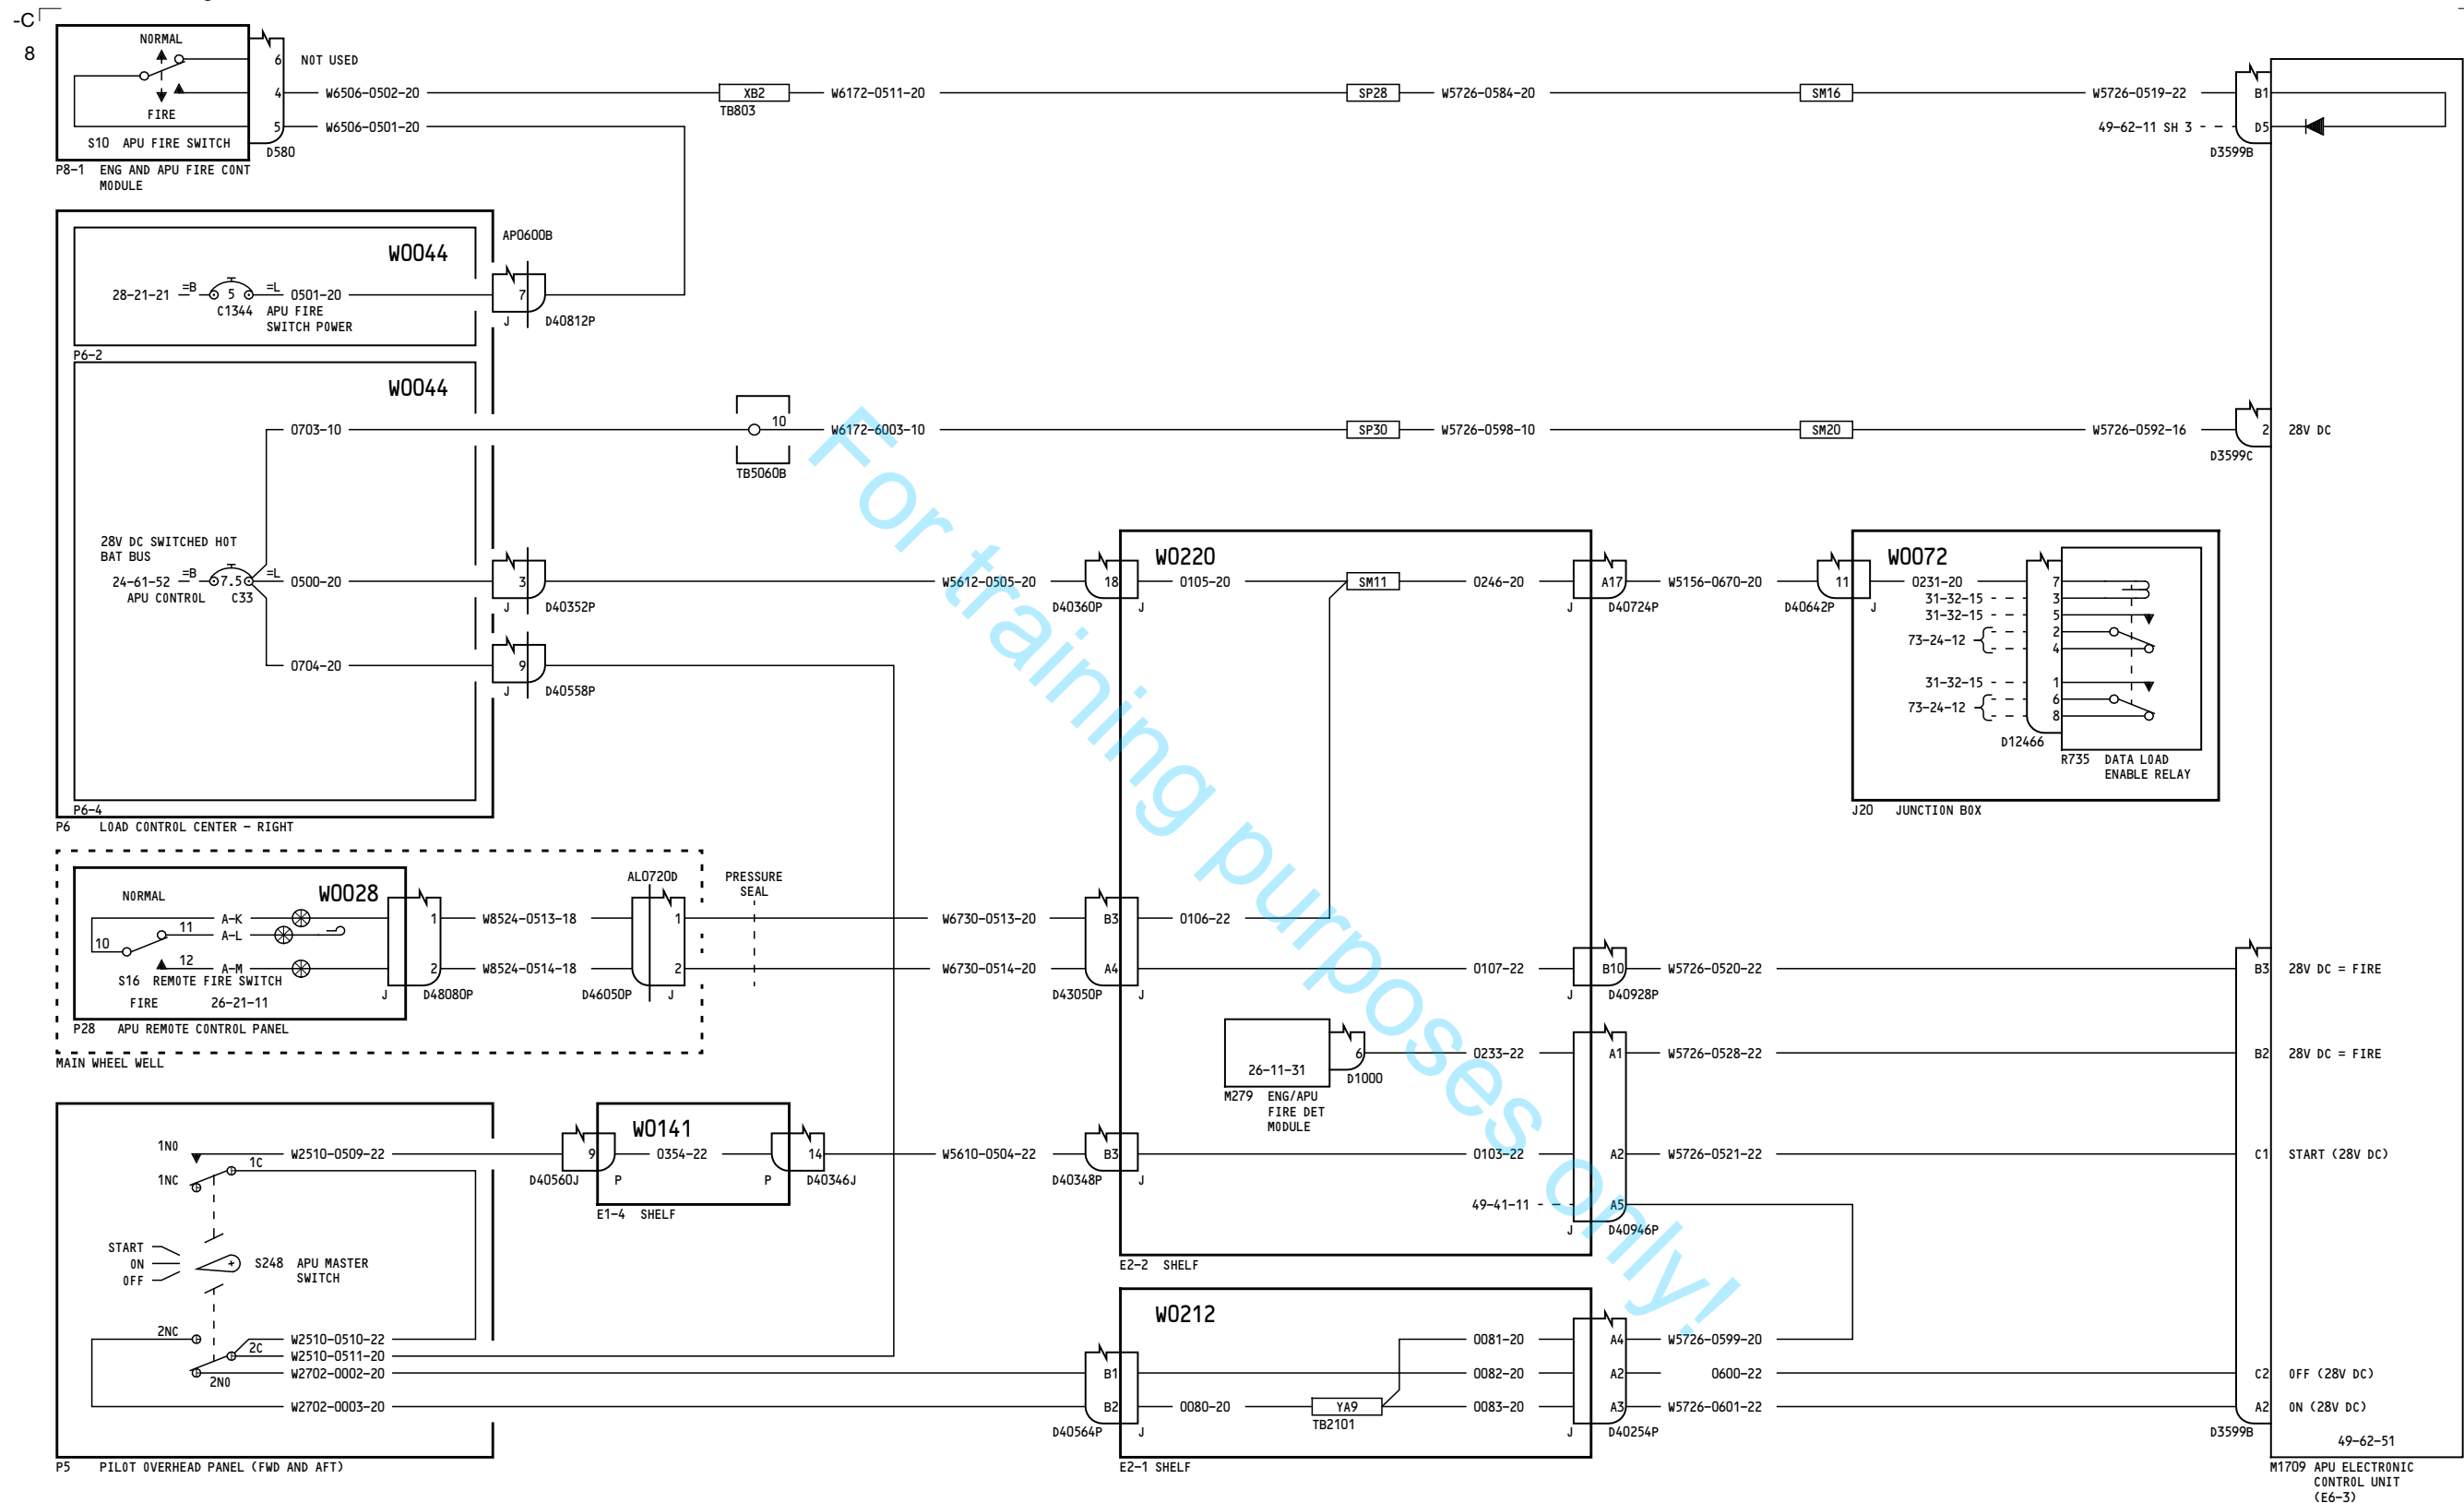 -C
8
NORMAL
FIRE
S10 APU FIRE SWITCH
P8-1 ENG AND APU FIRE CONT
MODULE
6
4
5
D580
NOT USED
W6506-0502-20
W6506-0501-20
XB2
TB803
W6172-0511-20
SP28
W5726-0584-20
SM16
W5726-0519-22
49-62-11 SH 3
B1
D5
D3599B
AP0600B
W0044
28-21-21
=B
5
=L
0501-20
C1344
APU FIRE
SWITCH POWER
7
J
D40812P
P6-2
W0044
0703-10
10
TB5060B
W6172-6003-10
SP30
W5726-0598-10
SM20
W5726-0592-16
2
28V DC
D3599C
28V DC SWITCHED HOT
BAT BUS
24-61-52
=B
7.5
=L
0500-20
APU CONTROL
C33
3
J
D40352P
0704-20
9
J
D40558P
P6-4
P6 LOAD CONTROL CENTER - RIGHT
W5612-0505-20
18
D40360P
J
W0220
0105-20
SM11
0246-20
A17
J
D40724P
W5156-0670-20
11
D40642P
J
W0072
0231-20
31-32-15
31-32-15
73-24-12
31-32-15
73-24-12
7
3
5
2
4
1
6
8
D12466
R735 DATA LOAD
ENABLE RELAY
J20 JUNCTION BOX
NORMAL
W0028
10
11
12
A-K
A-L
A-M
S16 REMOTE FIRE SWITCH
FIRE
26-21-11
P28 APU REMOTE CONTROL PANEL
MAIN WHEEL WELL
1
2
J
D48080P
W8524-0513-18
W8524-0514-18
AL0720D
1
2
D46050P
J
PRESSURE
SEAL
W6730-0513-20
W6730-0514-20
B3
A4
D43050P
J
0106-22
0107-22
B10
J
D40928P
W5726-0520-22
B3
28V DC = FIRE
26-11-31
M279 ENG/APU
FIRE DET
MODULE
6
D1000
0233-22
A1
W5726-0528-22
B2
28V DC = FIRE
1NO
1NC
1C
W2510-0509-22
9
D40560J
P
W0141
0354-22
14
P
D40346J
E1-4 SHELF
W5610-0504-22
B3
D40348P
J
0103-22
A2
W5726-0521-22
C1
START (28V DC)
49-41-11
A5
J
D40946P
E2-2 SHELF
START
ON
OFF
+
S248 APU MASTER
SWITCH
2NC
2C
2NO
W2510-0510-22
W2510-0511-20
W2702-0002-20
W2702-0003-20
P5 PILOT OVERHEAD PANEL (FWD AND AFT)
W0212
B1
B2
D40564P
J
0080-20
YA9
TB2101
0081-20
0082-20
0083-20
A4
A2
A3
J
D40254P
W5726-0599-20
0600-22
W5726-0601-22
E2-1 SHELF
C2
OFF (28V DC)
A2
ON (28V DC)
D3599B
49-62-51
M1709 APU ELECTRONIC
CONTROL UNIT
(E6-3)
For training purposes only!